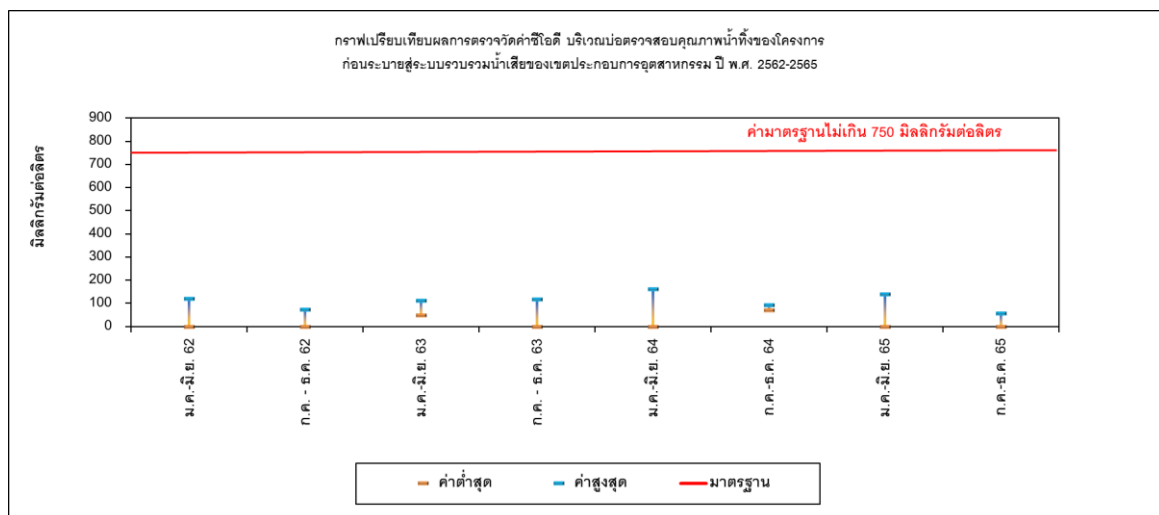 กราฟเปรียบเทียบผลการตรวจวัดค่าซีโอดี บริเวณบ่อตรวจสอบคุณภาพน้ำทิ้งของโครงการ
ก่อนระบายสู่ระบบรวบรวมน้ำเสียของเขตประกอบการอุตสาหกรรม ปี พ.ศ. 2562-2565
มิลลิกรัมต่อลิตร
900
800
700
600
500
400
300
200
100
0
ค่ามาตรฐานไม่เกิน 750 มิลลิกรัมต่อลิตร
ม.ค.-มิ.ย. 62
ก.ค. - ธ.ค. 62
ม.ค.-มิ.ย. 63
ก.ค. - ธ.ค. 63
ม.ค.-มิ.ย. 64
ก.ค.-ธ.ค. 64
ม.ค.-มิ.ย. 65
ก.ค.-ธ.ค. 65
ค่าต่ำสุด ค่าสูงสุด มาตรฐาน